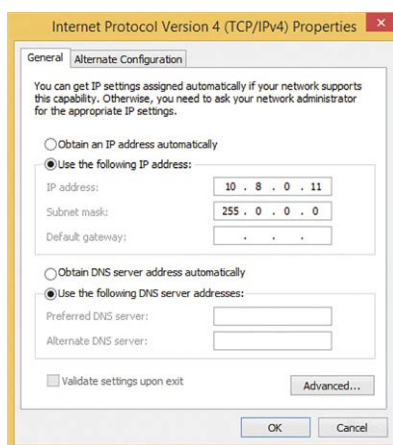 Internet Protocol Version 4 (TCP/IPv4) Properties
General
Alternate Configuration
You can get IP settings assigned automatically if your network supports
this capability. Otherwise, you need to ask your network administrator
for the appropriate IP settings.
Obtain an IP address automatically
Use the following IP address:
IP address: 10 . 8 . 0 . 11
Subnet mask: 255 . 0 . 0 . 0
Default gateway: . . .
Obtain DNS server address automatically
Use the following DNS server addresses:
Preferred DNS server:
Alternate DNS server:
Validate settings upon exit
Advanced...
OK
Cancel